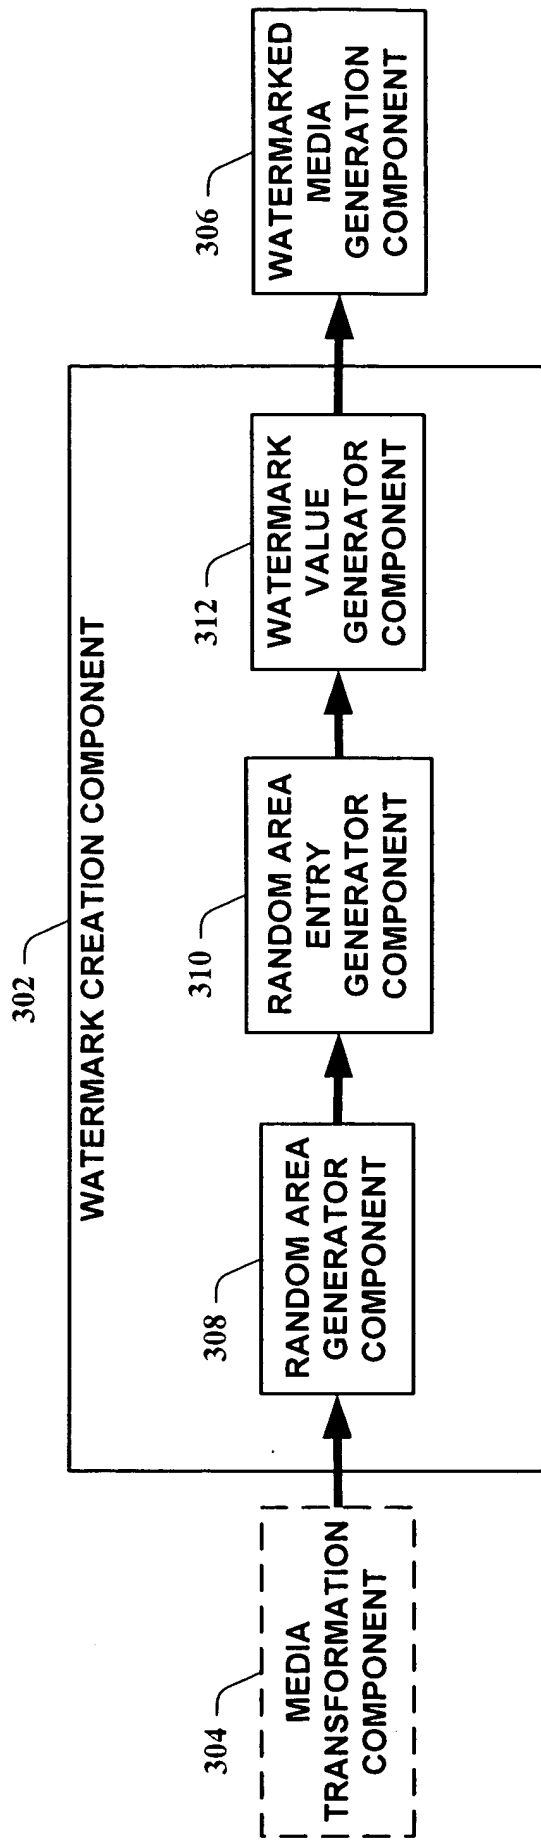 302
WATERMARK CREATION COMPONENT
304
MEDIA
TRANSFORMATION
COMPONENT
308
RANDOM AREA
GENERATOR
COMPONENT
310
RANDOM AREA
ENTRY
GENERATOR
COMPONENT
312
WATERMARK
VALUE
GENERATOR
COMPONENT
306
WATERMARKED
MEDIA
GENERATION
COMPONENT